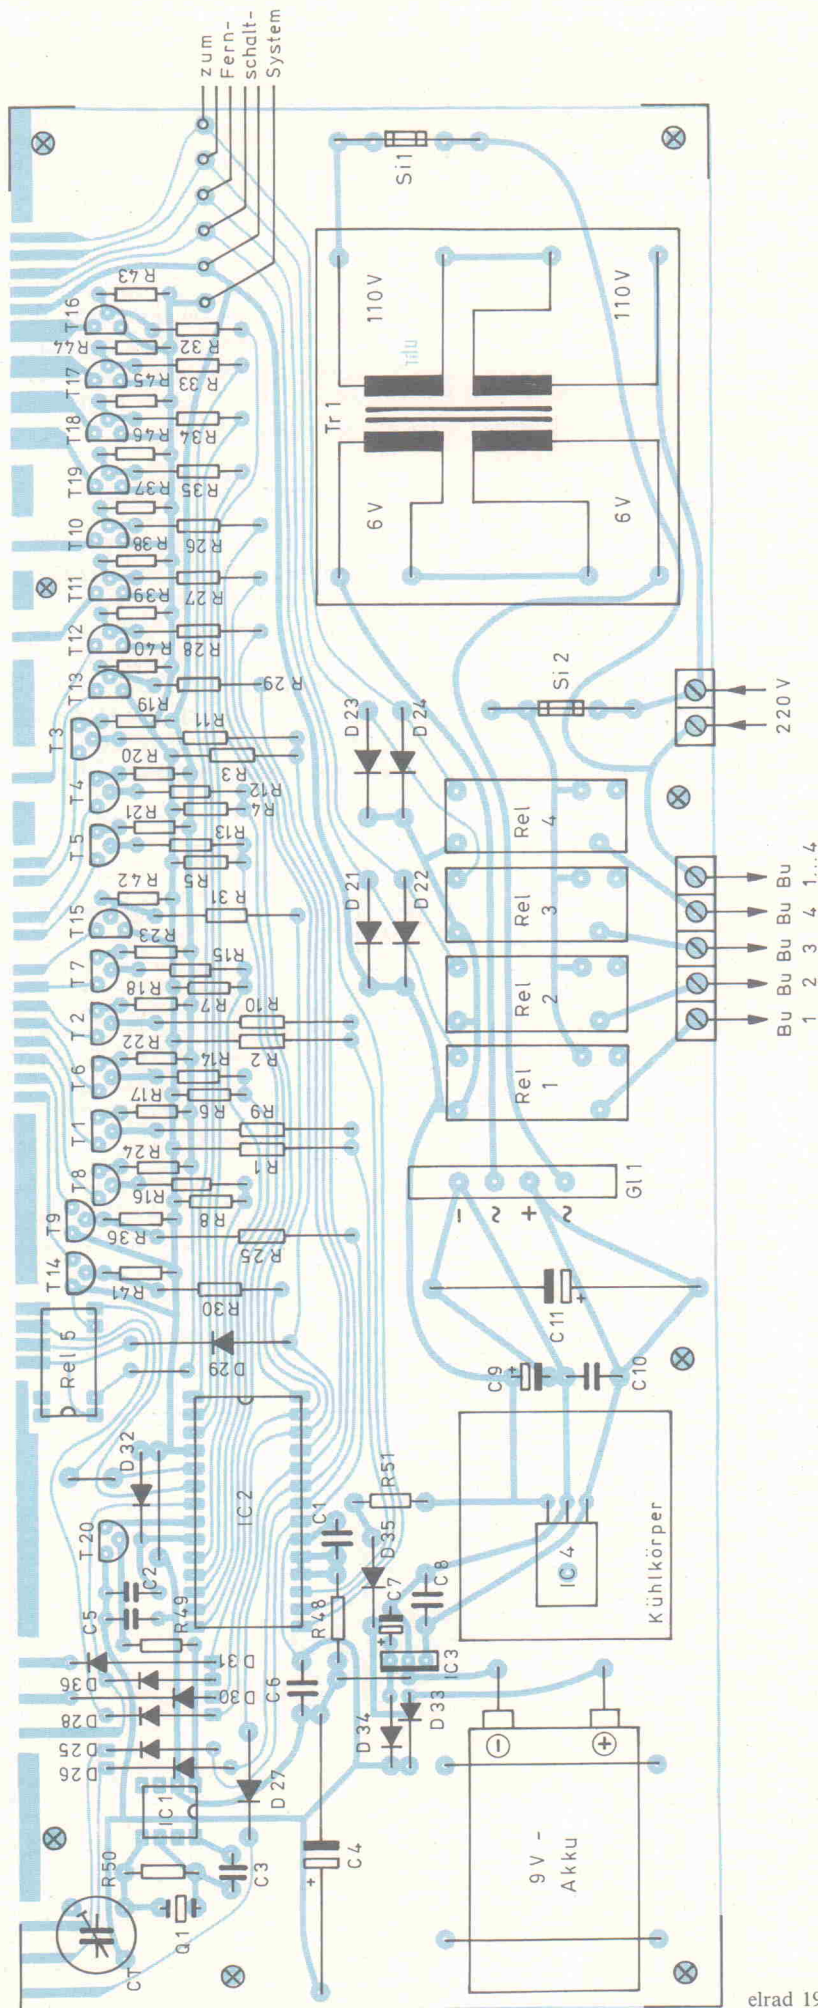 zum
Fern-
schalt-
System
Si1
R43
T16
R44
R32
T17
R45
R33
T18
R46
R34
T19
R37
R35
T10
R38
R26
T11
R39
R27
T12
R40
R28
T13
R29
110V
110V
Tr1
6V
6V
R19
R11
T3
R20
R3
T4
R12
R21
R4
T5
R13
R5
R42
T15
R31
R23
T7
R15
R18
R7
T2
R10
R22
R2
T6
R14
R17
R6
T1
R9
R24
R1
T8
R16
R8
T9
R36
R25
T14
R41
R30
D23
D24
D21
D22
Si2
220V
Rel
4
Rel
3
Rel
2
Rel
1
Bu 1...4
Bu 4
Bu 3
Bu 2
Bu 1
Gl1
-
~
+
~
C11
+
C9
+
C10
Rel 5
D29
D32
T20
IC2
C2
C5
R49
C1
R51
D35
R48
C7
+
C8
IC3
IC4
Kühlkörper
D31
D36
D30
D28
D25
D26
C6
D34
D33
D27
IC1
R50
C3
C4
+
Q1
CT
9V-
Akku
-
+
elrad 19